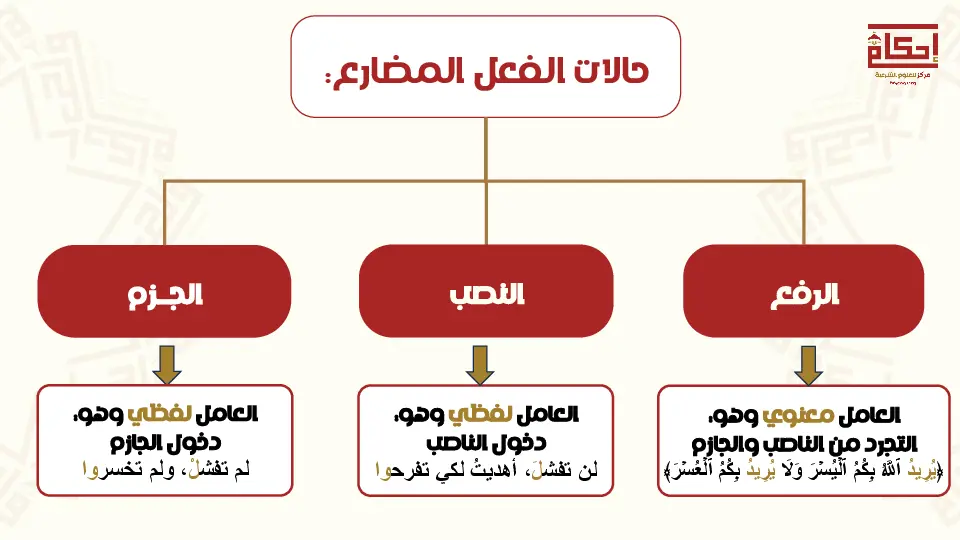 إحكام
مركز للعلوم الشرعية
حالات الفعل المضارع:
الرفع
النصب
الجـزم
العامل معنوي وهو:
التجرد من الناصب والجازم
﴿يُرِيدُ ٱللَّهُ بِكُمُ ٱلۡيُسۡرَ وَلَا يُرِيدُ بِكُمُ ٱلۡعُسۡرَ﴾
العامل لفظي وهو:
دخول الناصب
لن تفشلَ، أهديتُ لكي تفرحوا
العامل لفظي وهو:
دخول الجازم
لم تفشلْ، ولم تخسروا